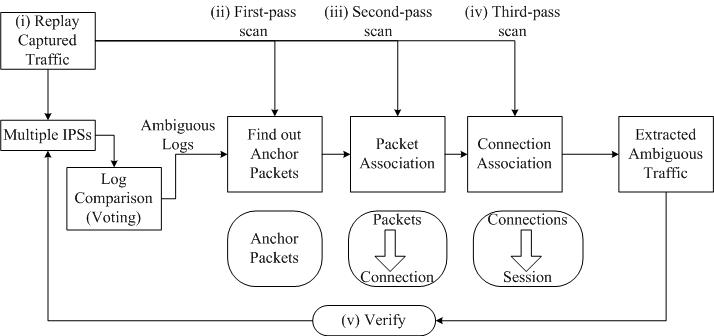 (i) Replay
Captured
Traffic
(ii) First-pass
scan
(iii) Second-pass
scan
(iv) Third-pass
scan
Multiple IPSs
Ambiguous
Logs
Log
Comparison
(Voting)
Find out
Anchor
Packets
Packet
Association
Connection
Association
Extracted
Ambiguous
Traffic
Anchor
Packets
Packets
Connection
Connections
Session
(v) Verify